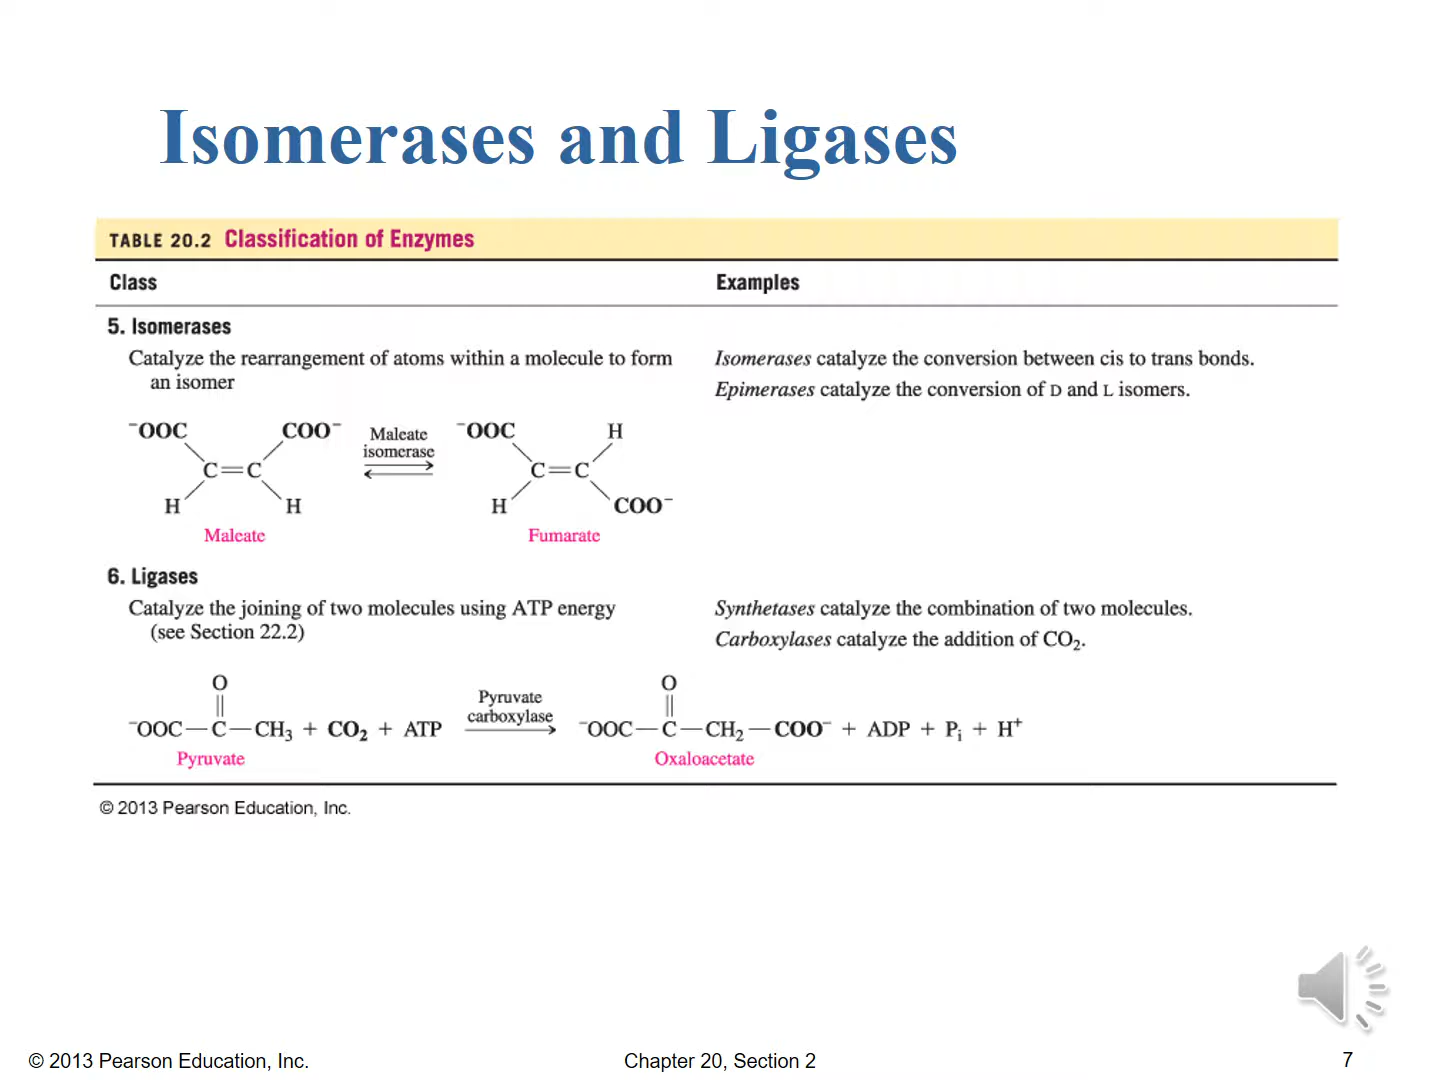 Isomerases and Ligases
TABLE 20.2 Classification of Enzymes
Class Examples
5. Isomerases
Catalyze the rearrangement of atoms within a molecule to form
an isomer
Isomerases catalyze the conversion between cis to trans bonds.
Epimerases catalyze the conversion of D and L isomers.
⁻OOC COO⁻ Maleate ⁻OOC H
isomerase
C=C C=C
H H H COO⁻
Maleate Fumarate
6. Ligases
Catalyze the joining of two molecules using ATP energy
(see Section 22.2)
Synthetases catalyze the combination of two molecules.
Carboxylases catalyze the addition of CO₂.
O O
Pyruvate
carboxylase
⁻OOC—C—CH₃ + CO₂ + ATP ⁻OOC—C—CH₂—COO⁻ + ADP + Pᵢ + H⁺
Pyruvate Oxaloacetate
© 2013 Pearson Education, Inc.
© 2013 Pearson Education, Inc. Chapter 20, Section 2 7